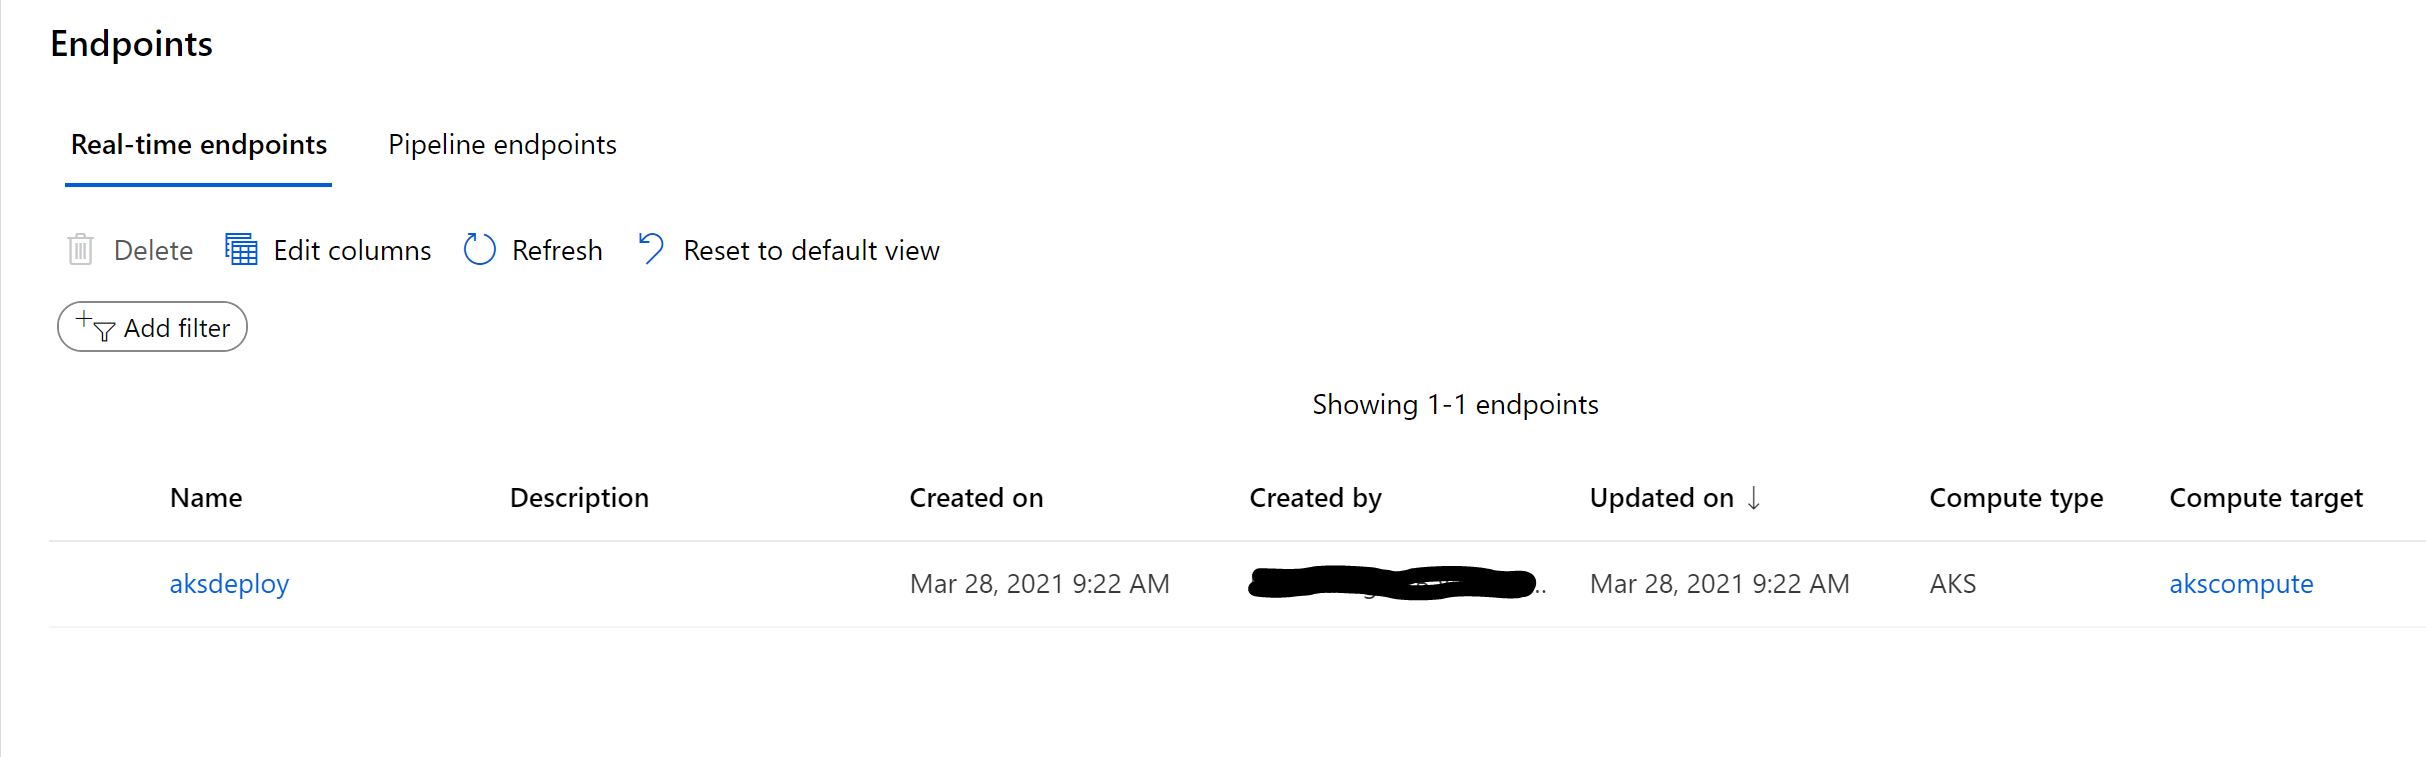 Endpoints
Real-time endpoints Pipeline endpoints
Delete Edit columns Refresh Reset to default view
Add filter
Showing 1-1 endpoints
Name Description Created on Created by Updated on Compute type Compute target
aksdeploy Mar 28, 2021 9:22 AM Mar 28, 2021 9:22 AM AKS akscompute